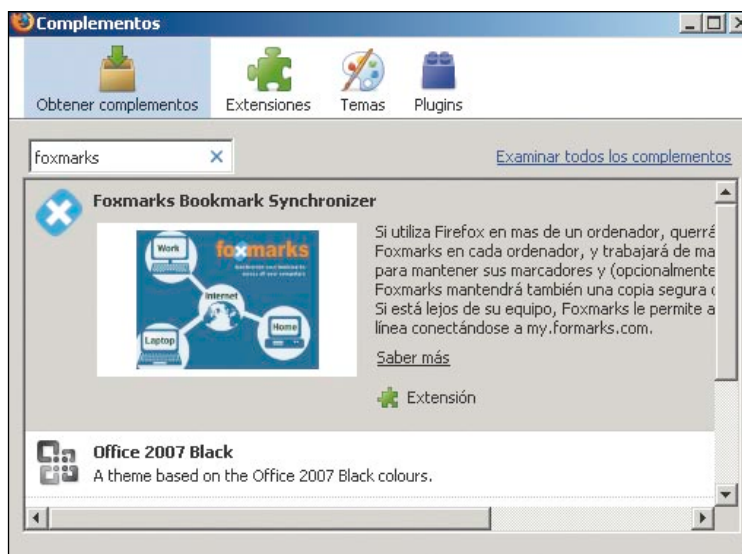 Complementos
Obtener complementos
Extensiones
Temas
Plugins
foxmarks
Examinar todos los complementos
Foxmarks Bookmark Synchronizer
Work
foxmarks
Internet
Home
Laptop
Si utiliza Firefox en mas de un ordenador, querrá
Foxmarks en cada ordenador, y trabajará de ma
para mantener sus marcadores y (opcionalmente
Foxmarks mantendrá también una copia segura
Si está lejos de su equipo, Foxmarks le permite a
línea conectándose a my.formarks.com.
Saber más
Extensión
Office 2007 Black
A theme based on the Office 2007 Black colours.